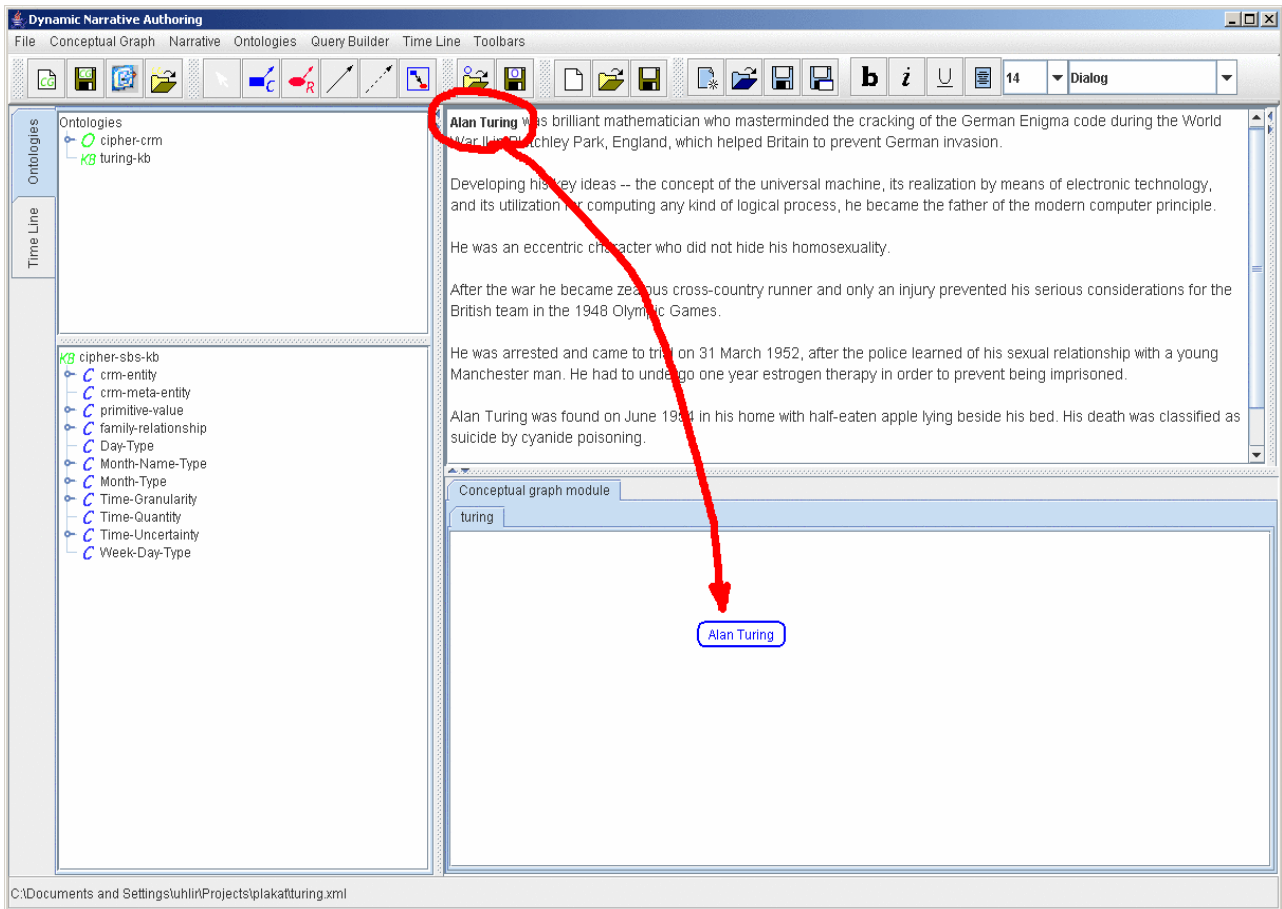 Dynamic Narrative Authoring
File Conceptual Graph Narrative Ontologies Query Builder Time Line Toolbars
CG CG C R b i U 14 Dialog
Ontologies
Time Line
Ontologies
O cipher-crm
KB turing-kb
KB cipher-sbs-kb
C crm-entity
C crm-meta-entity
C primitive-value
C family-relationship
C Day-Type
C Month-Name-Type
C Month-Type
C Time-Granularity
C Time-Quantity
C Time-Uncertainty
C Week-Day-Type
Alan Turing was brilliant mathematician who masterminded the cracking of the German Enigma code during the World
War II in Bletchley Park, England, which helped Britain to prevent German invasion.
Developing his key ideas -- the concept of the universal machine, its realization by means of electronic technology,
and its utilization for computing any kind of logical process, he became the father of the modern computer principle.
He was an eccentric character who did not hide his homosexuality.
After the war he became zealous cross-country runner and only an injury prevented his serious considerations for the
British team in the 1948 Olympic Games.
He was arrested and came to trial on 31 March 1952, after the police learned of his sexual relationship with a young
Manchester man. He had to undergo one year estrogen therapy in order to prevent being imprisoned.
Alan Turing was found on June 1954 in his home with half-eaten apple lying beside his bed. His death was classified as
suicide by cyanide poisoning.
Conceptual graph module
turing
Alan Turing
C:\Documents and Settings\uhlir\Projects\plakat\turing.xml